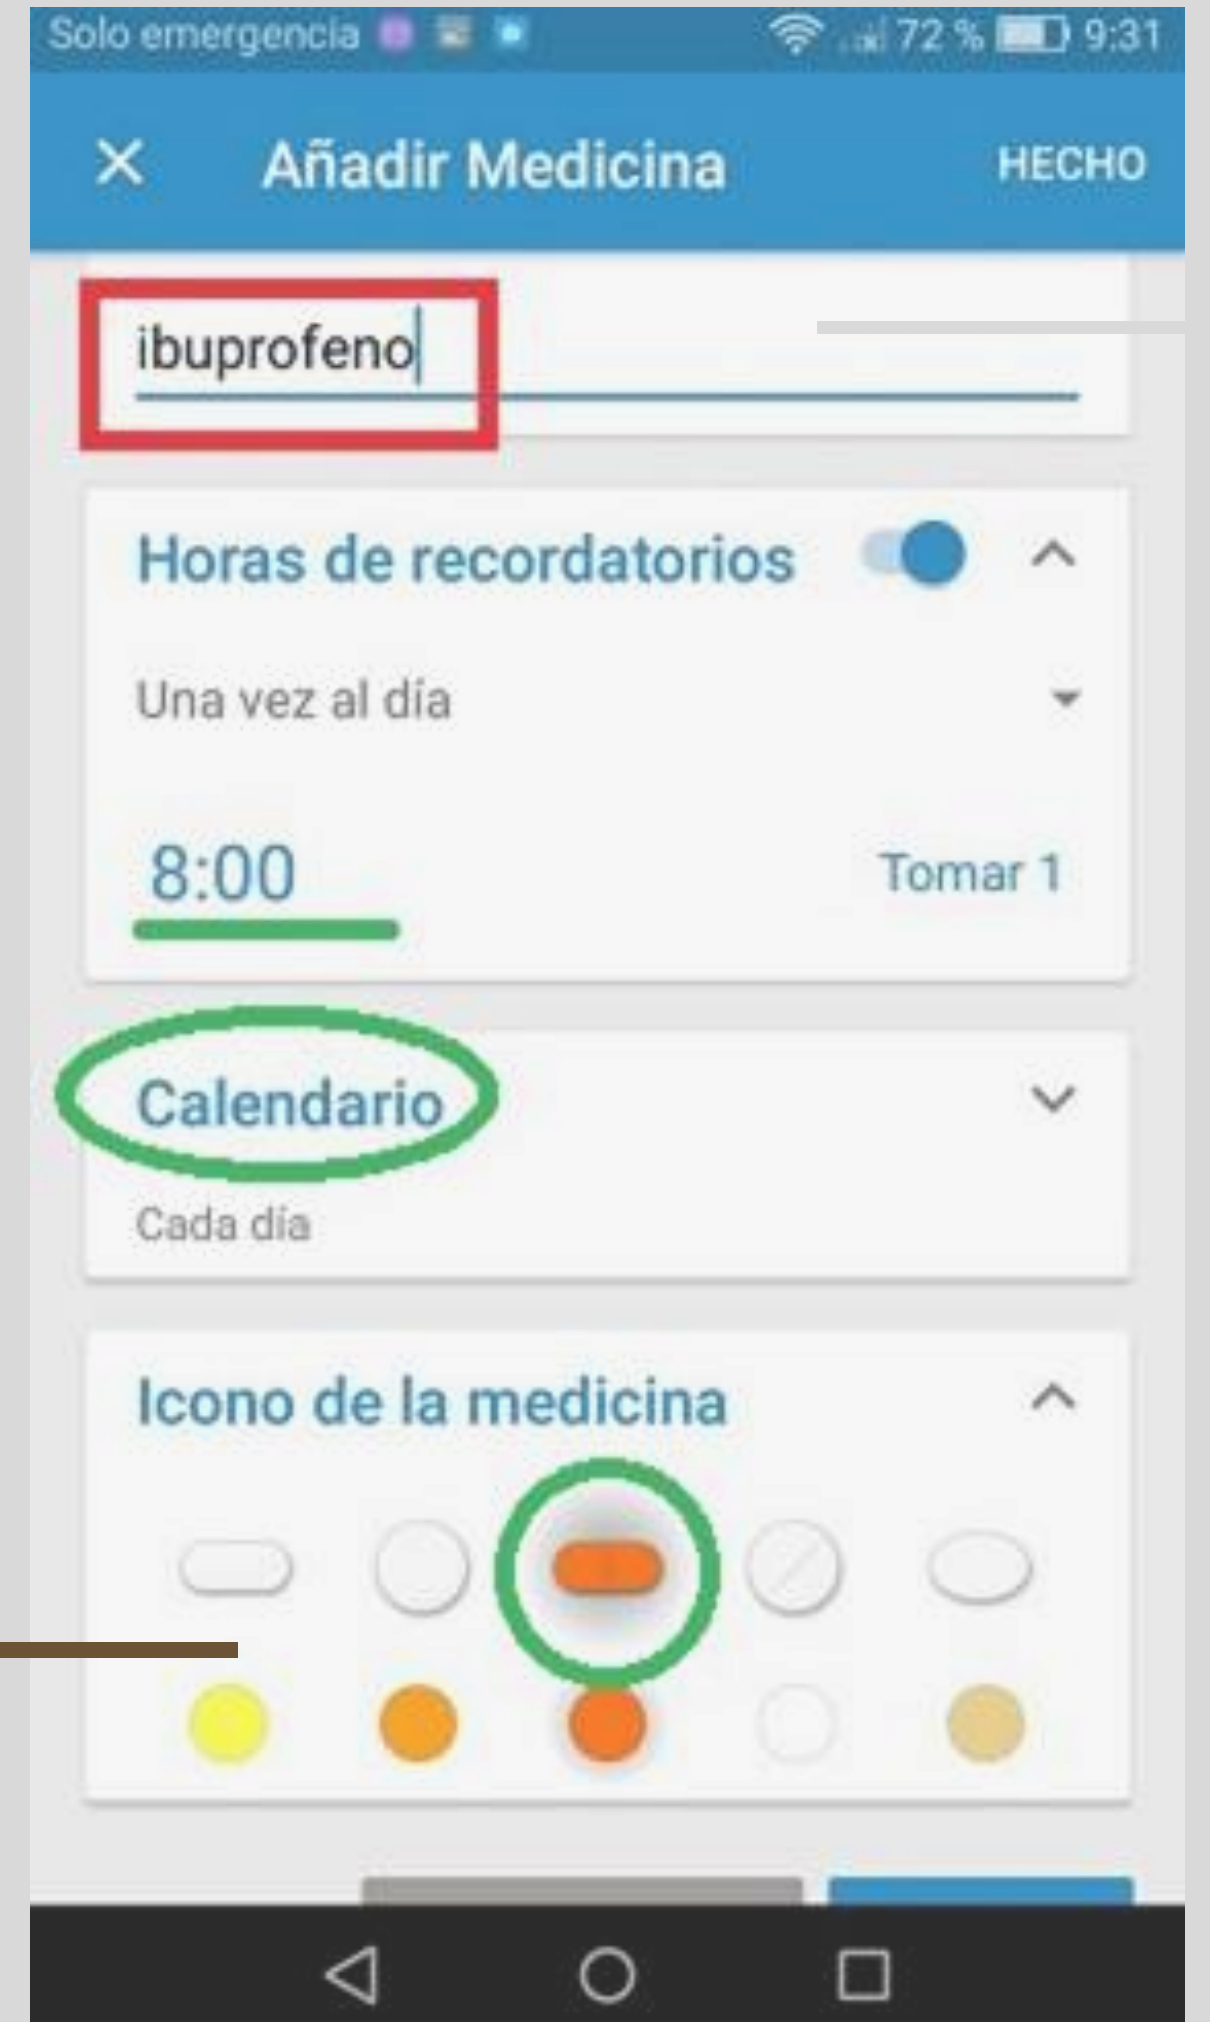 Solo emergencia 72 % 9:31
Añadir Medicina HECHO
ibuprofeno
Horas de recordatorios
Una vez al día
8:00 Tomar 1
Calendario
Cada día
Icono de la medicina